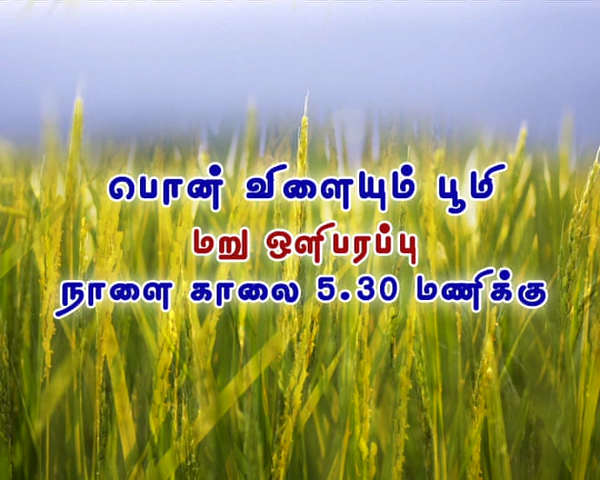 பொன் விளையும் பூமி
மறு ஒளிபரப்பு
நாளை காலை 5.30 மணிக்கு